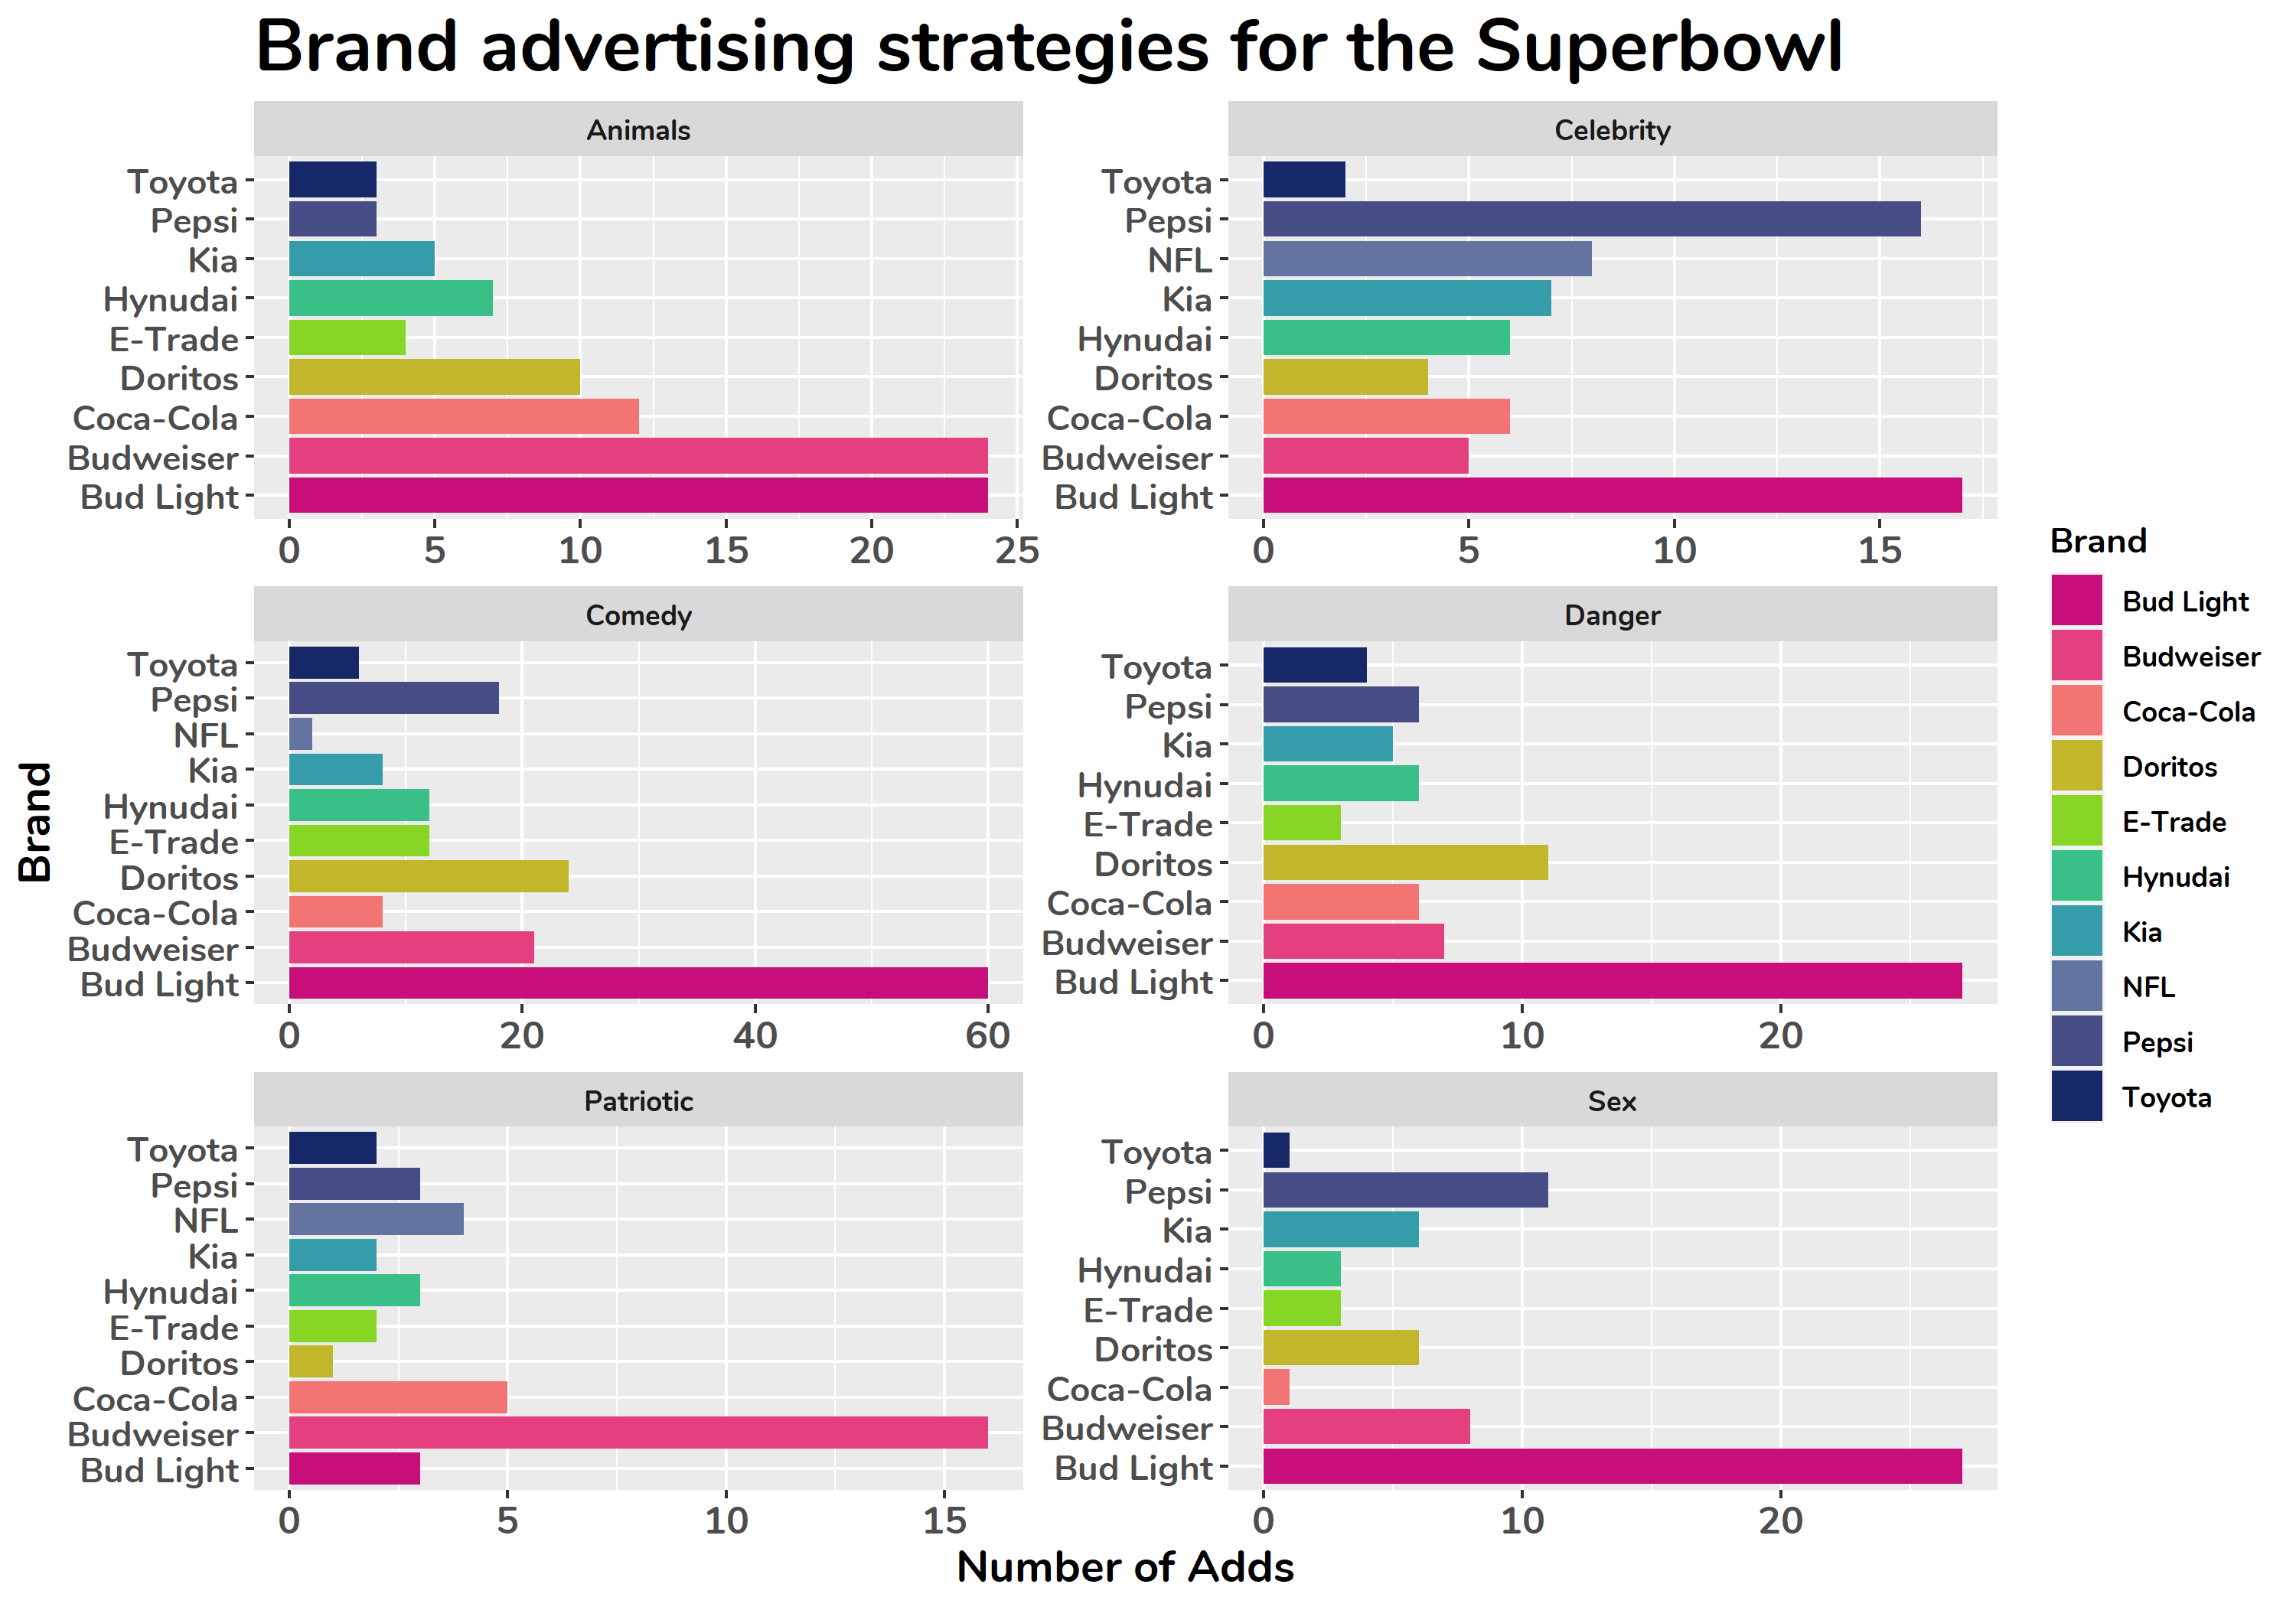 Brand advertising strategies for the Superbowl
Animals
Toyota
Pepsi
Kia
Hynudai
E-Trade
Doritos
Coca-Cola
Budweiser
Bud Light
0 5 10 15 20 25
Celebrity
Toyota
Pepsi
NFL
Kia
Hynudai
Doritos
Coca-Cola
Budweiser
Bud Light
0 5 10 15
Comedy
Toyota
Pepsi
NFL
Kia
Hynudai
E-Trade
Doritos
Coca-Cola
Budweiser
Bud Light
0 20 40 60
Danger
Toyota
Pepsi
Kia
Hynudai
E-Trade
Doritos
Coca-Cola
Budweiser
Bud Light
0 10 20
Patriotic
Toyota
Pepsi
NFL
Kia
Hynudai
E-Trade
Doritos
Coca-Cola
Budweiser
Bud Light
0 5 10 15
Sex
Toyota
Pepsi
Kia
Hynudai
E-Trade
Doritos
Coca-Cola
Budweiser
Bud Light
0 10 20
Brand
Number of Adds
Brand
Bud Light
Budweiser
Coca-Cola
Doritos
E-Trade
Hynudai
Kia
NFL
Pepsi
Toyota